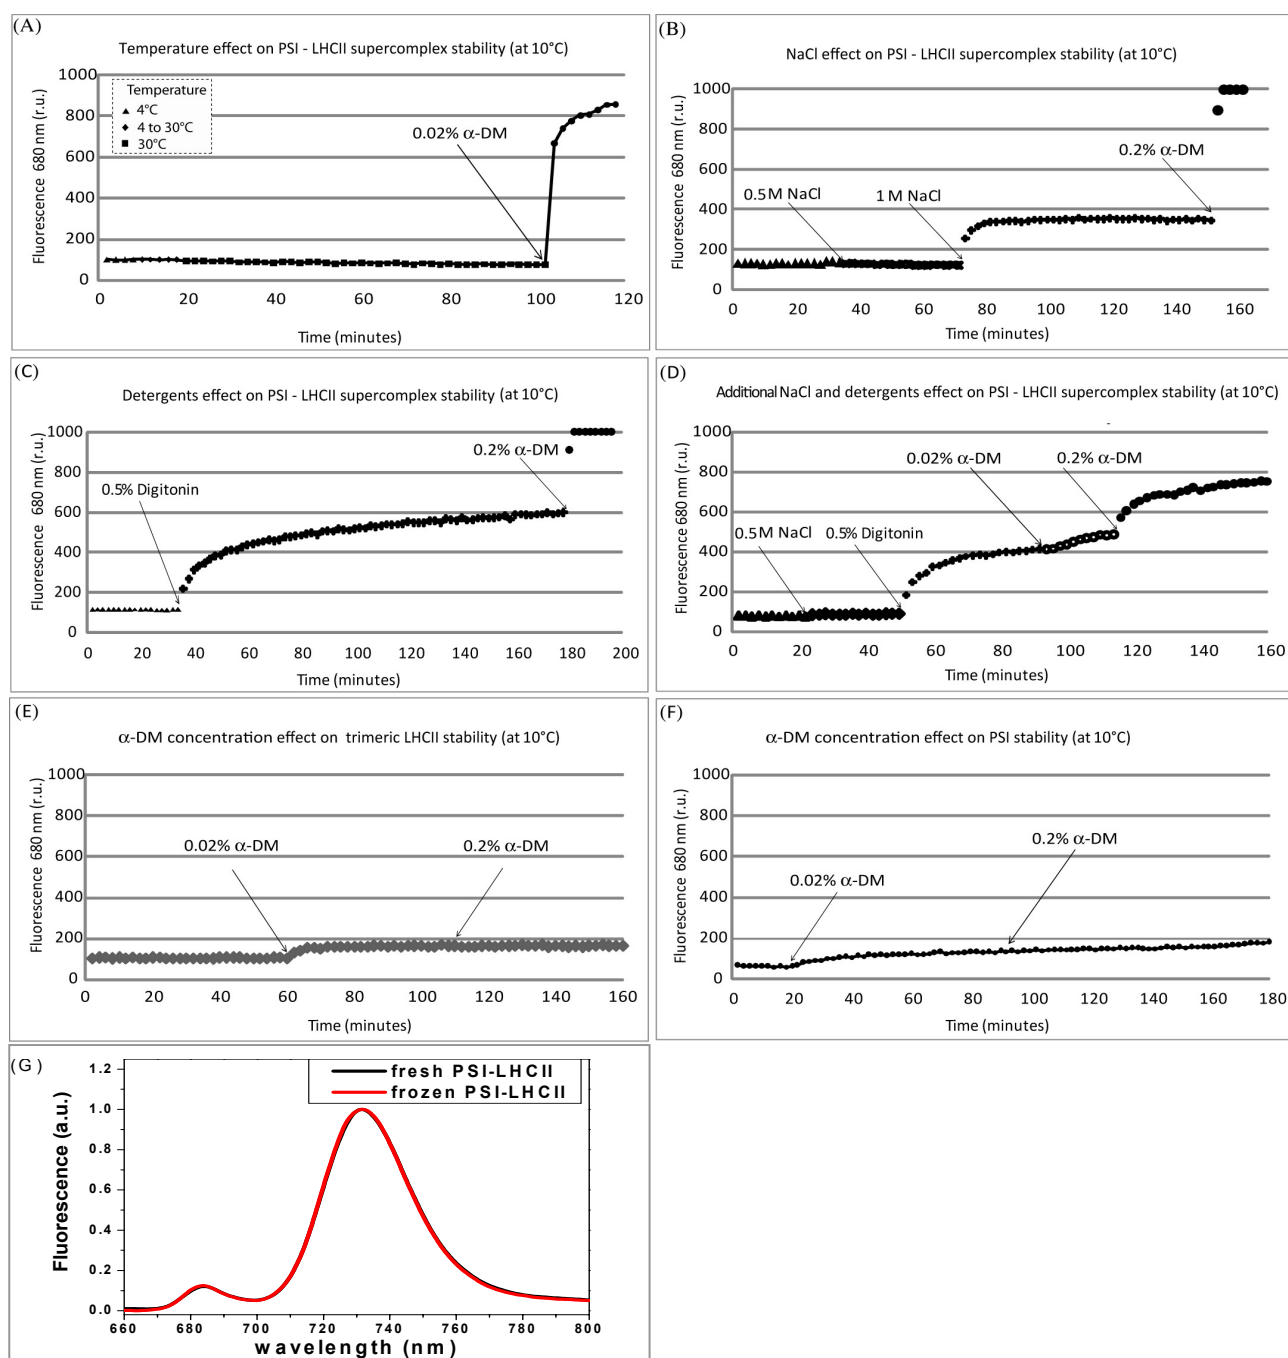 (A)
Temperature effect on PSI - LHCII supercomplex stability (at 10°C)
Fluorescence 680 nm (r.u.)
1000
800
600
400
200
0
Temperature
4°C
4 to 30°C
30°C
0.02% α-DM
0 20 40 60 80 100 120
Time (minutes)
(B)
NaCl effect on PSI - LHCII supercomplex stability (at 10°C)
Fluorescence 680 nm (r.u.)
1000
800
600
400
200
0
0.5M NaCl
1M NaCl
0.2% α-DM
0 20 40 60 80 100 120 140 160
Time (minutes)
(C)
Detergents effect on PSI - LHCII supercomplex stability (at 10°C)
Fluorescence 680 nm (r.u.)
1000
800
600
400
200
0
0.5% Digitonin
0.2% α-DM
0 20 40 60 80 100 120 140 160 180 200
Time (minutes)
(D)
Additional NaCl and detergents effect on PSI - LHCII supercomplex stability (at 10°C)
Fluorescence 680 nm (r.u.)
1000
800
600
400
200
0
0.5M NaCl
0.5% Digitonin
0.02% α-DM
0.2% α-DM
0 20 40 60 80 100 120 140 160
Time (minutes)
(E)
α-DM concentration effect on trimeric LHCII stability (at 10°C)
Fluorescence 680 nm (r.u.)
1000
800
600
400
200
0
0.02% α-DM
0.2% α-DM
0 20 40 60 80 100 120 140 160
Time (minutes)
(F)
α-DM concentration effect on PSI stability (at 10°C)
Fluorescence 680 nm (r.u.)
1000
800
600
400
200
0
0.02% α-DM
0.2% α-DM
0 20 40 60 80 100 120 140 160 180
Time (minutes)
(G)
fresh PSI-LHCII
frozen PSI-LHCII
Fluorescence (a.u.)
1.2
1.0
0.8
0.6
0.4
0.2
0.0
660 680 700 720 740 760 780 800
wavelength (nm)